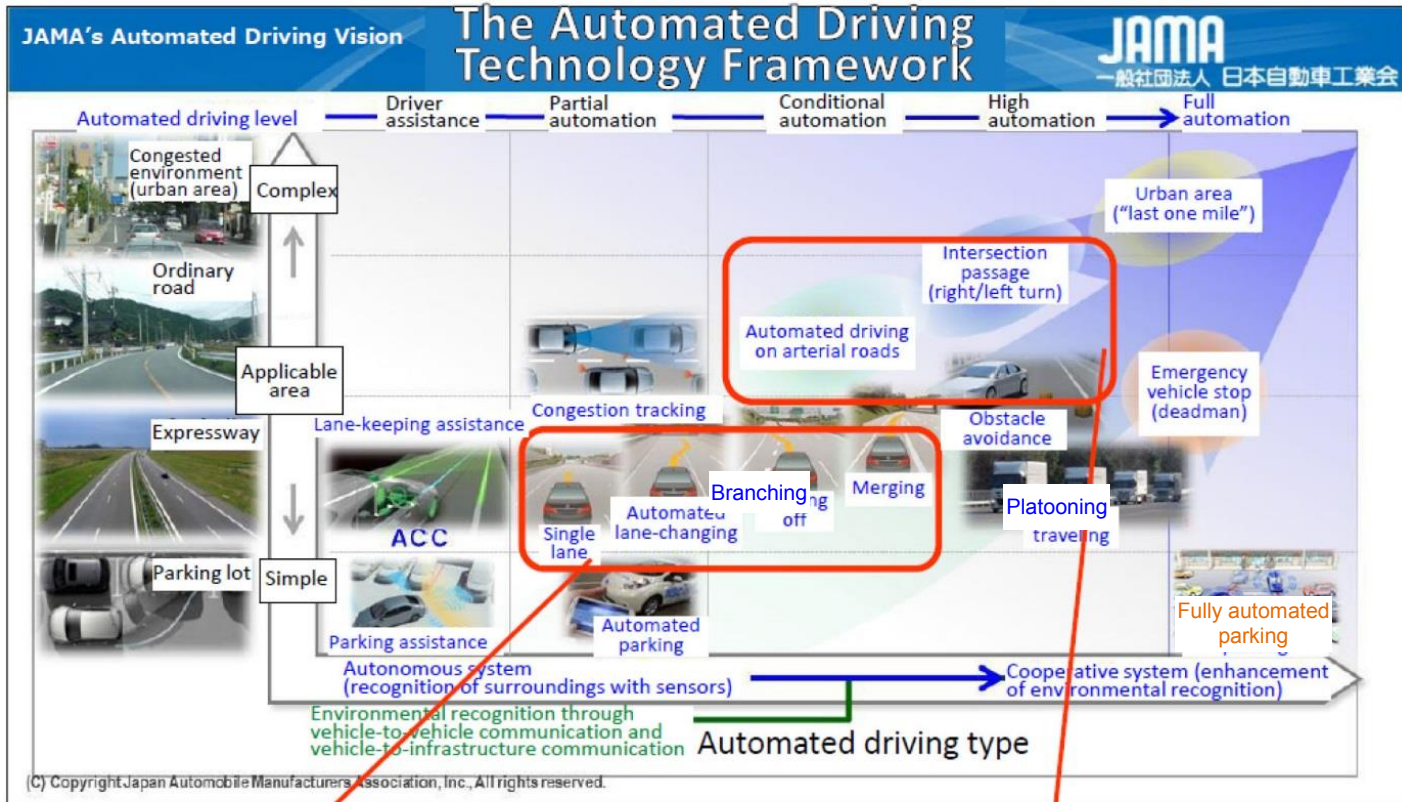 JAMA's Automated Driving Vision
The Automated Driving
Technology Framework
JAMA
一般社団法人 日本自動車工業会
Automated driving level
Driver
assistance
Partial
automation
Conditional
automation
High
automation
Full
automation
Congested
environment
(urban area)
Complex
Urban area
("last one mile")
Ordinary
road
Intersection
passage
(right/left turn)
Automated driving
on arterial roads
Applicable
area
Emergency
vehicle stop
(deadman)
Expressway
Lane-keeping assistance
Congestion tracking
Obstacle
avoidance
ACC
Single
lane
Automated
lane-changing
Branching
off
Merging
Platooning
traveling
Parking lot
Simple
Parking assistance
Automated
parking
Fully automated
parking
Autonomous system
(recognition of surroundings with sensors)
Cooperative system (enhancement
of environmental recognition)
Environmental recognition through
vehicle-to-vehicle communication and
vehicle-to-infrastructure communication
Automated driving type
(C) Copyright Japan Automobile Manufacturers Association, Inc., All rights reserved.